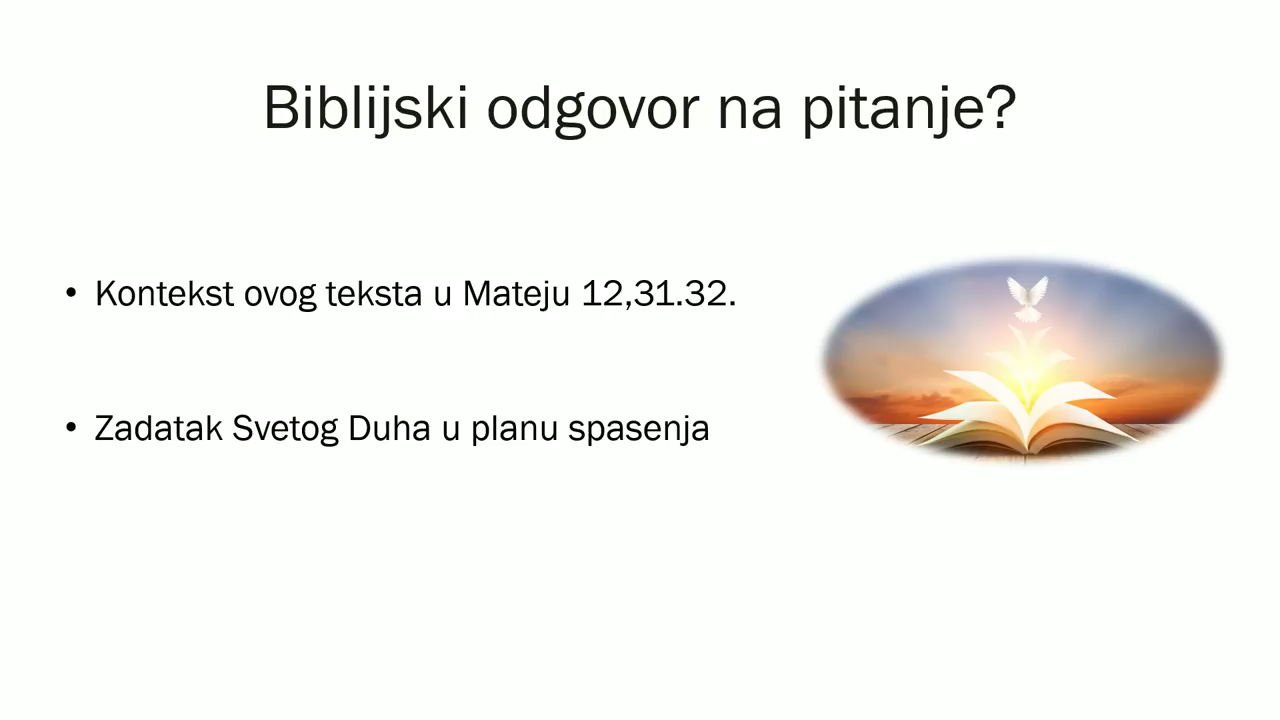 Biblijski odgovor na pitanje?
• Kontekst ovog teksta u Mateju 12,31.32.
• Zadatak Svetog Duha u planu spasenja